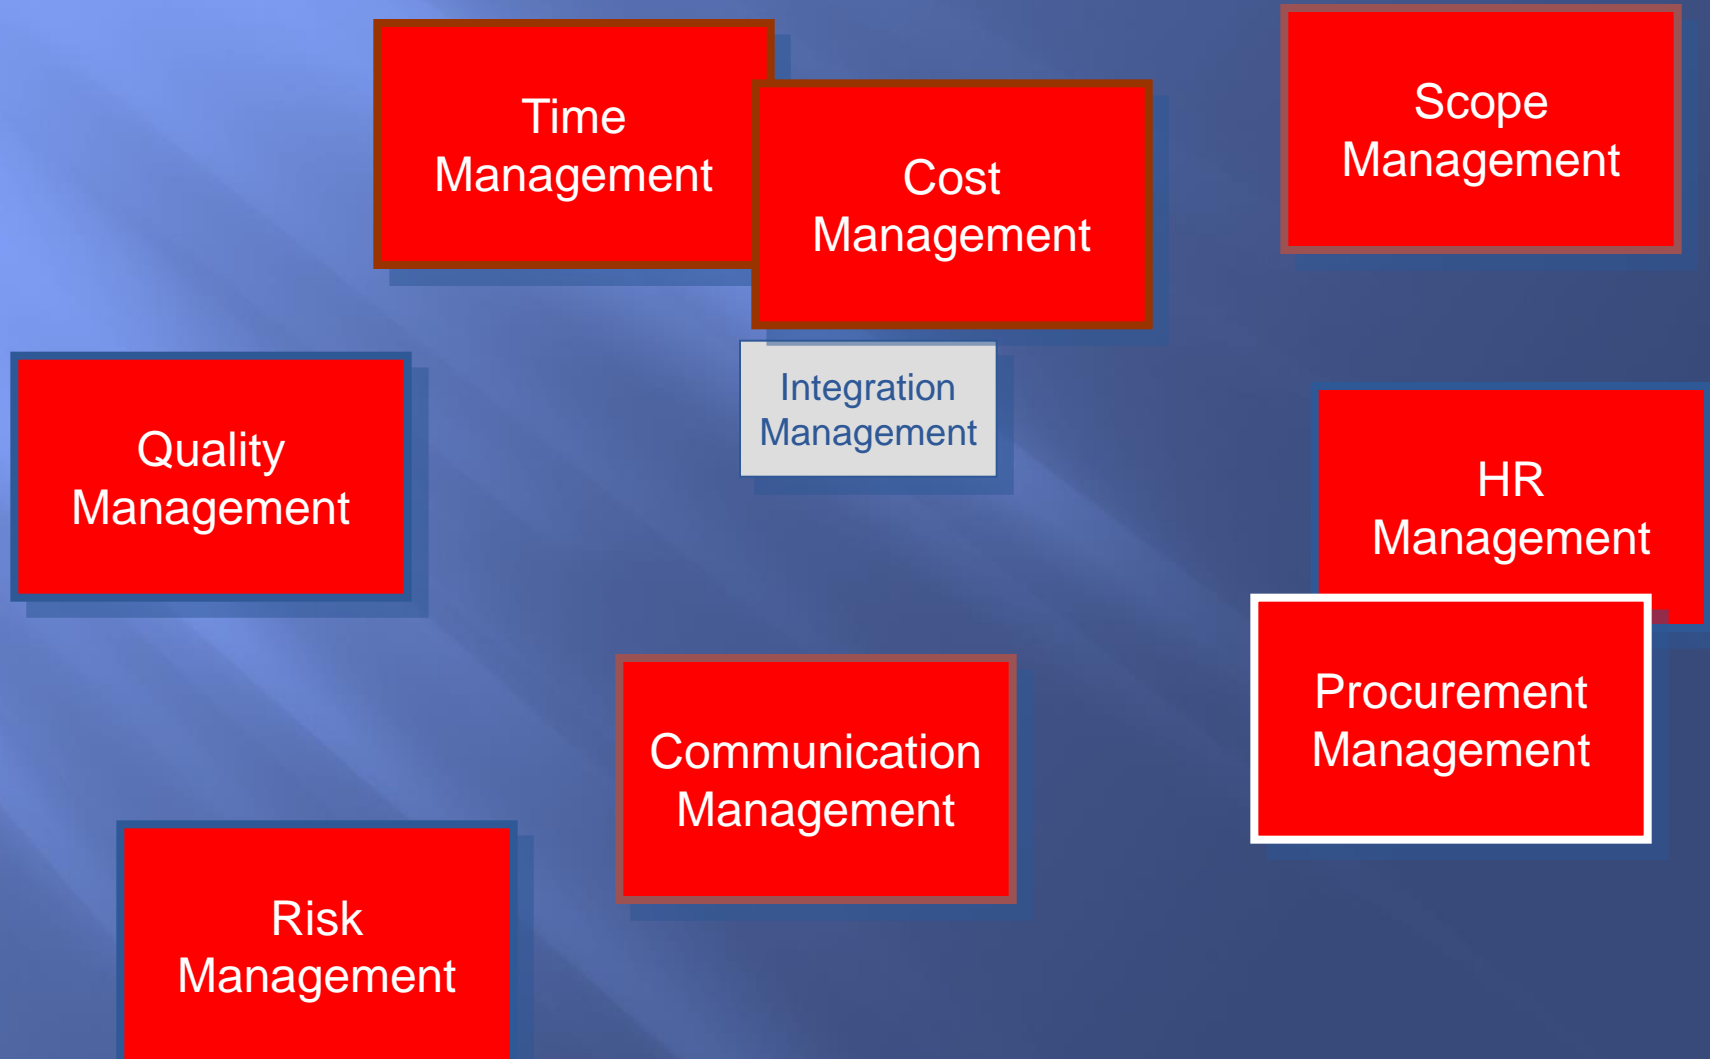 Time
Management
Cost
Management
Scope
Management
Integration
Management
Quality
Management
HR
Management
Procurement
Management
Communication
Management
Risk
Management